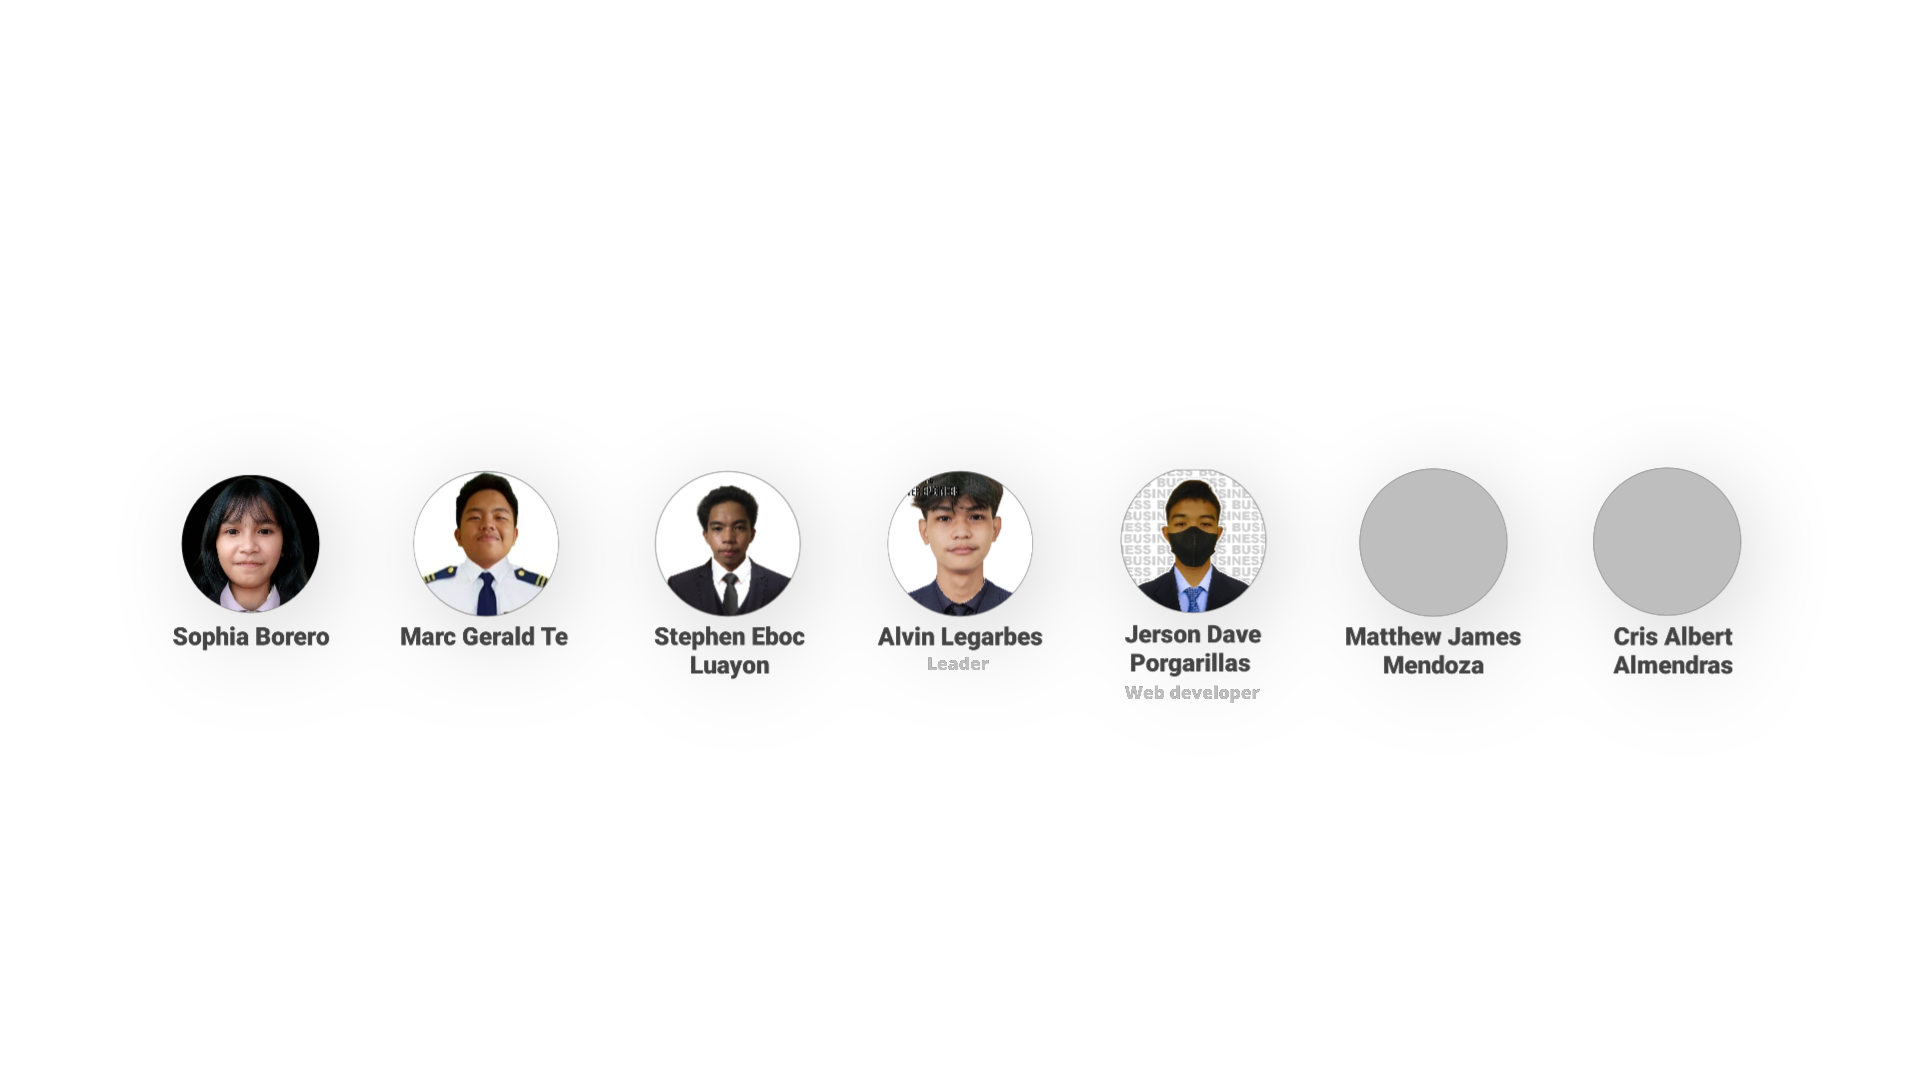 Sophia Borero
Marc Gerald Te
Stephen Eboc
Luayon
Alvin Legarbes
Leader
Jerson Dave
Porgarillas
Web developer
Matthew James
Mendoza
Cris Albert
Almendras